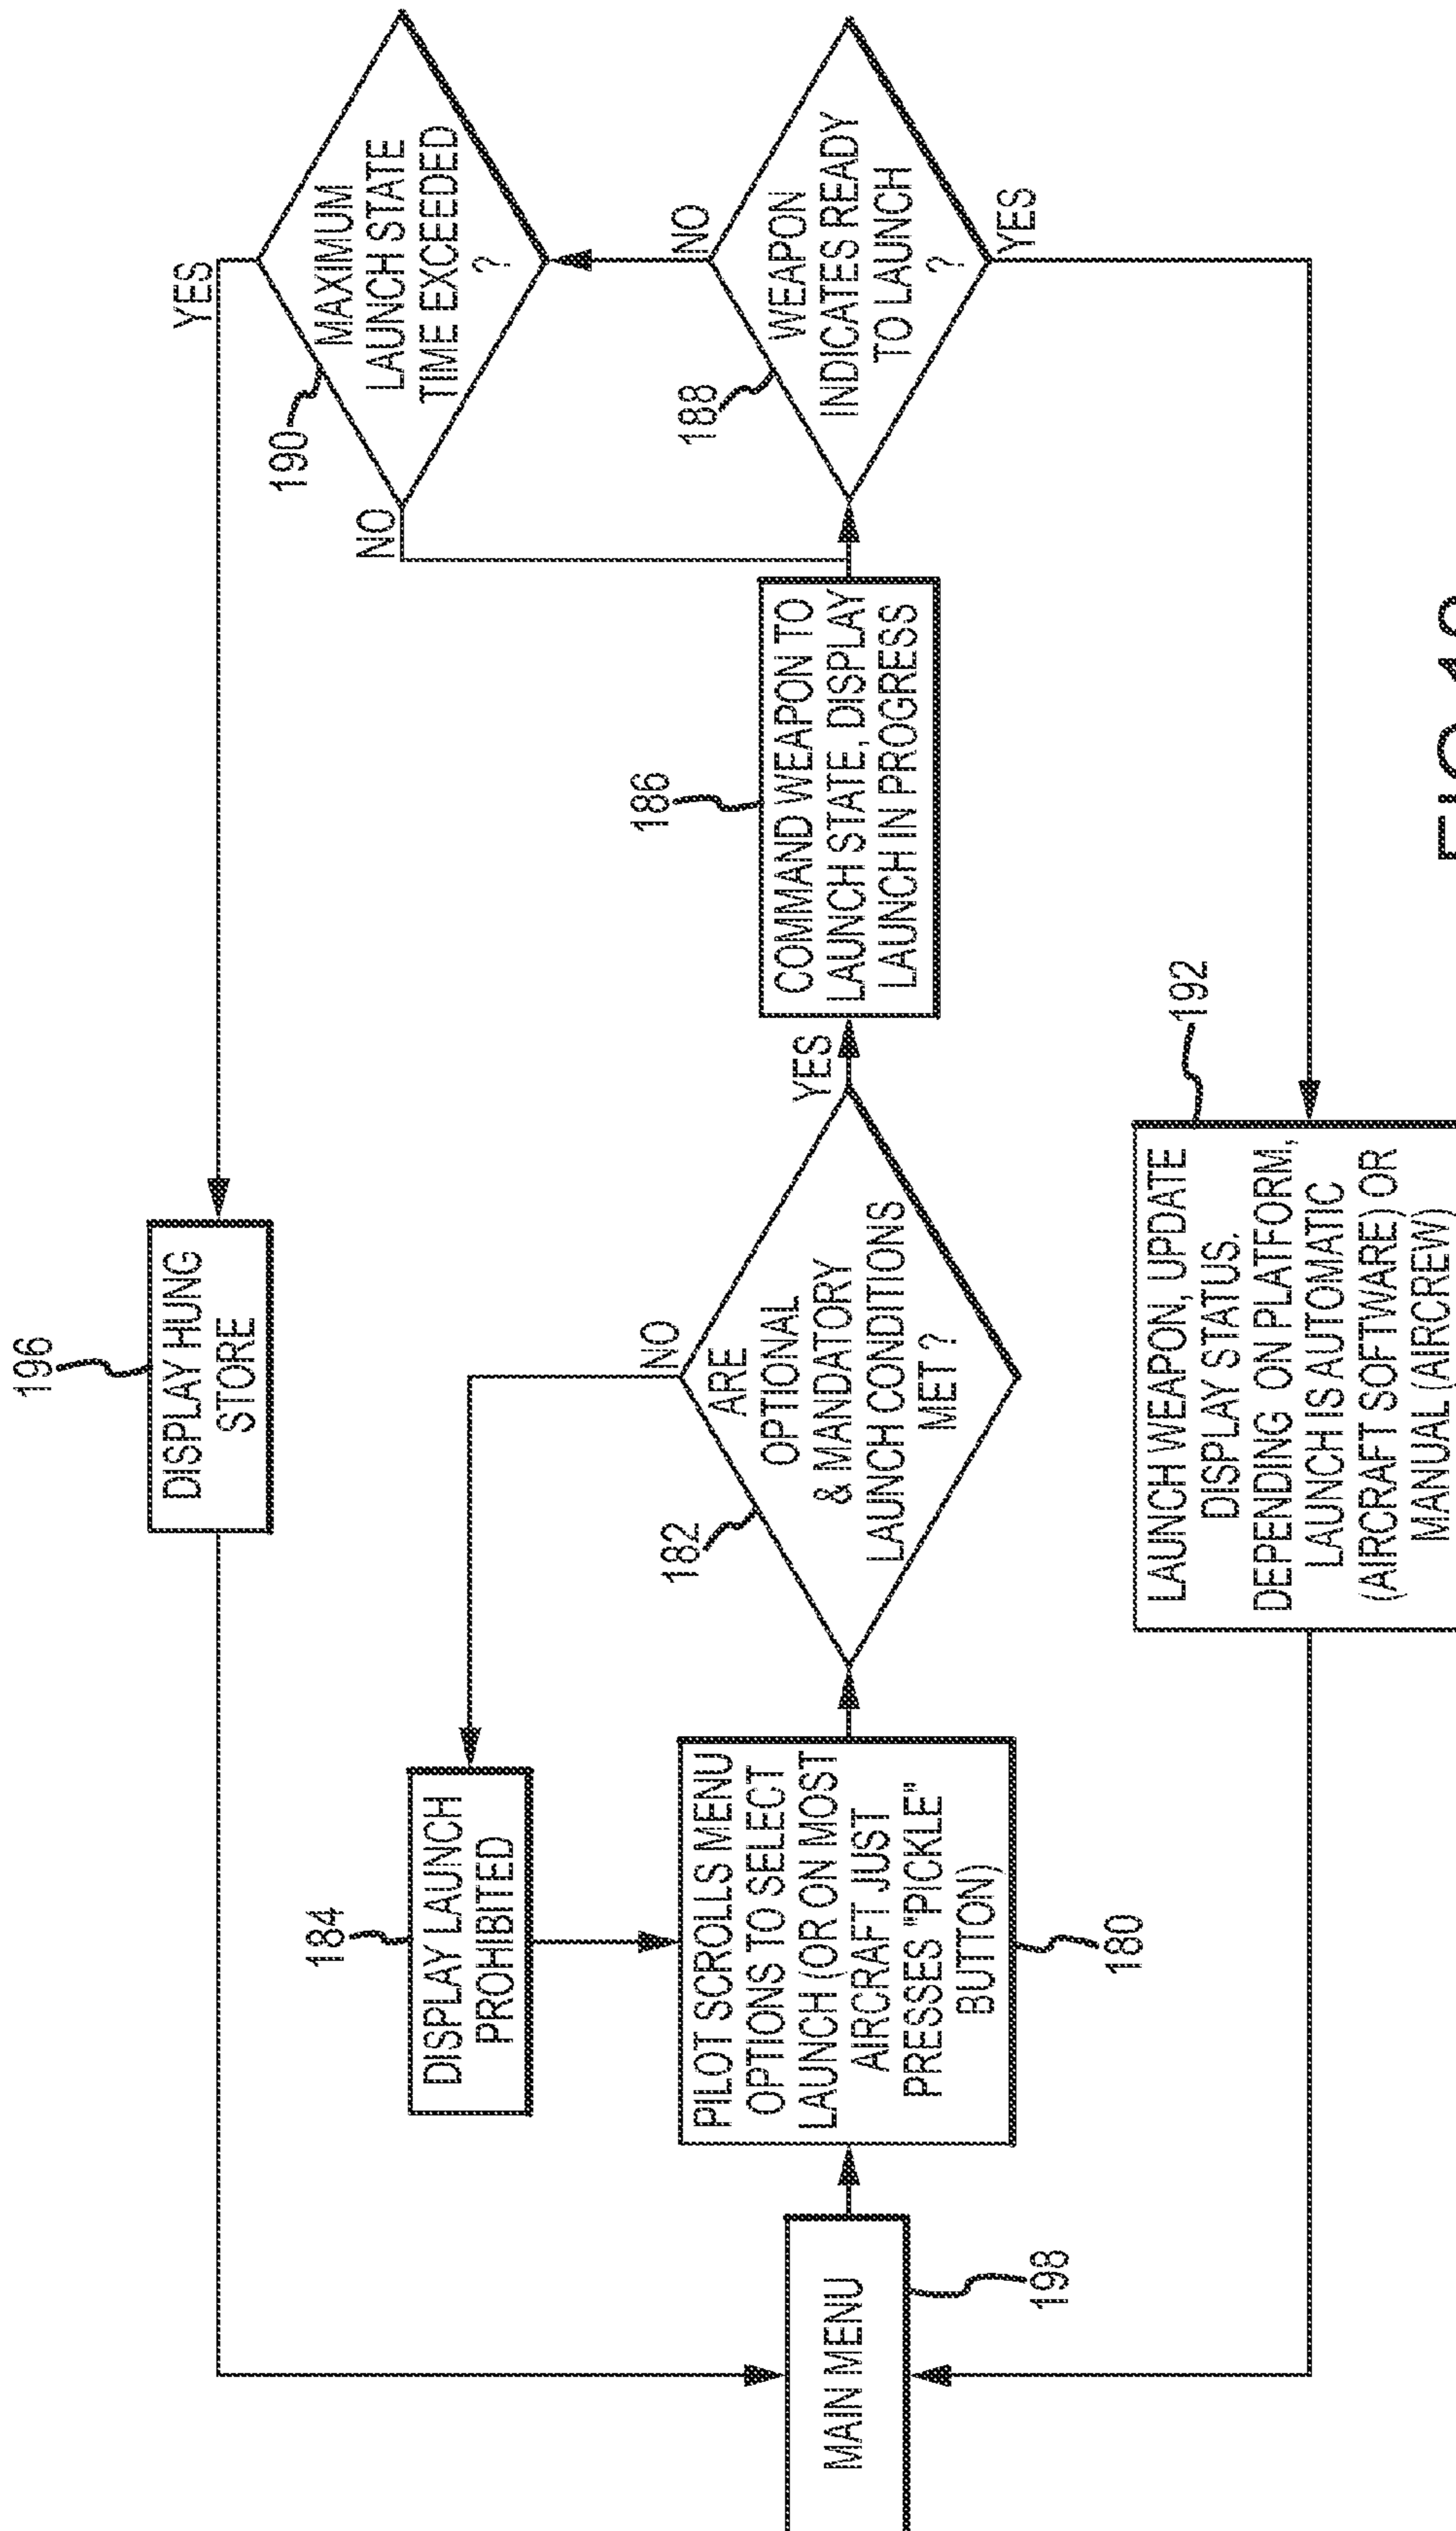 MAIN MENU
198
PILOT SCROLLS MENU
OPTIONS TO SELECT
LAUNCH (OR ON MOST
AIRCRAFT JUST
PRESSES "PICKLE"
BUTTON)
180
184
DISPLAY LAUNCH
PROHIBITED
182
ARE
OPTIONAL
& MANDATORY
LAUNCH CONDITIONS
MET ?
NO
YES
186
COMMAND WEAPON TO
LAUNCH STATE, DISPLAY
LAUNCH IN PROGRESS
188
WEAPON
INDICATES READY
TO LAUNCH
?
NO
YES
190
MAXIMUM
LAUNCH STATE
TIME EXCEEDED
?
NO
YES
196
DISPLAY HUNG
STORE
192
LAUNCH WEAPON, UPDATE
DISPLAY STATUS.
DEPENDING ON PLATFORM,
LAUNCH IS AUTOMATIC
(AIRCRAFT SOFTWARE) OR
MANUAL (AIRCREW)